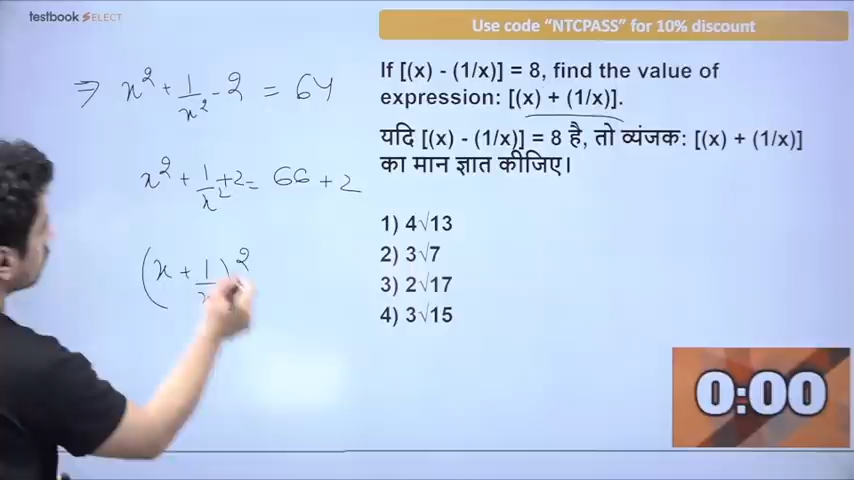 testbook SELECT
Use code “NTCPASS” for 10% discount
If [(x) - (1/x)] = 8, find the value of
expression: [(x) + (1/x)].
यदि [(x) - (1/x)] = 8 है, तो व्यंजक: [(x) + (1/x)]
का मान ज्ञात कीजिए।
1) 4√13
2) 3√7
3) 2√17
4) 3√15
⇒ x² + 1/x² - 2 = 64
x² + 1/x² + 2 = 66 + 2
(x + 1/x)²
0:00